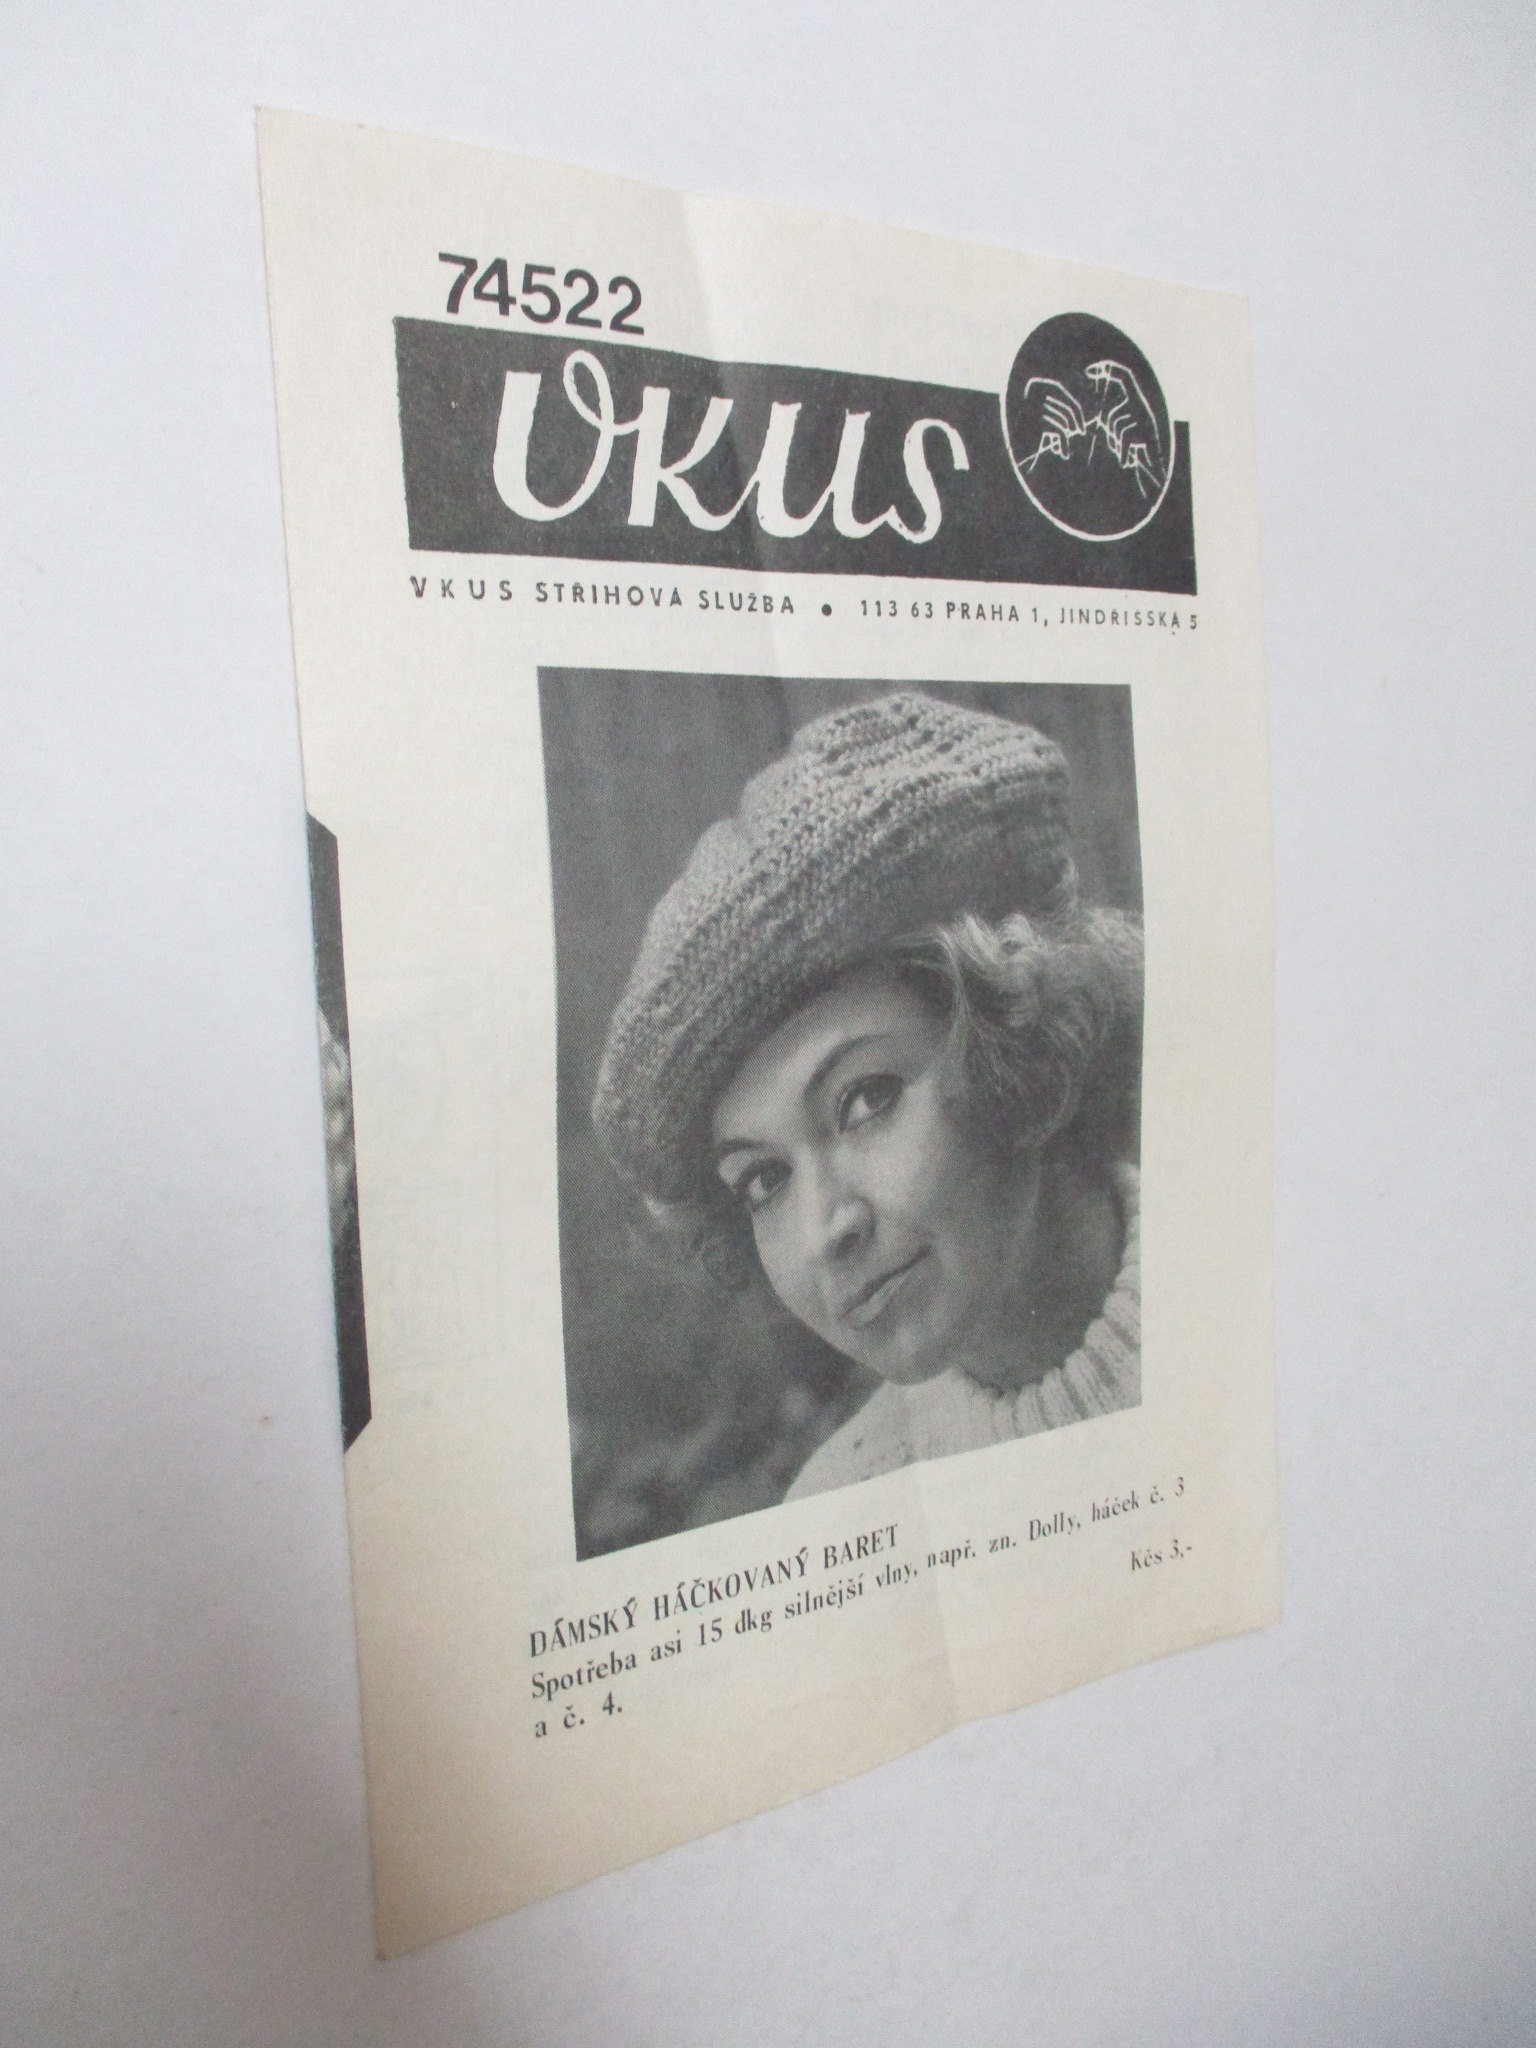 74522
Vkus
VKUS STŘIHOVÁ SLUŽBA ● 113 63 PRAHA 1, JINDŘIŠSKÁ 5
DÁMSKÝ HÁČKOVANÝ BARET
Spotřeba asi 15 dkg silnější vlny, např. zn. Dolly, háček č. 3
a č. 4.
Kčs 3,-